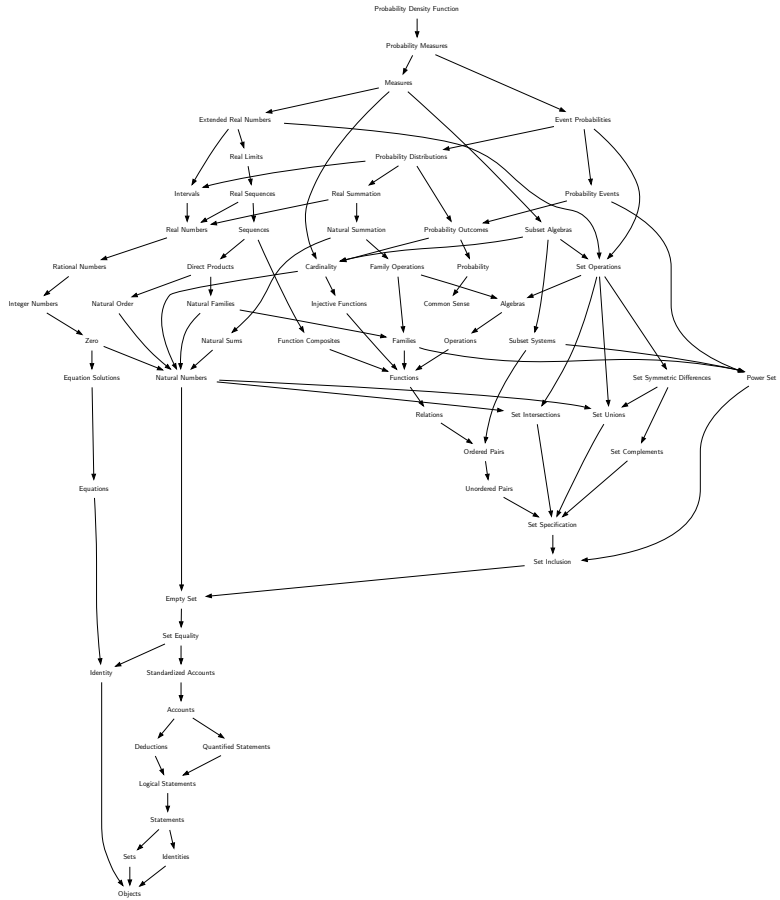 Probability Density Function
Probability Measures
Measures
Extended Real Numbers
Event Probabilities
Real Limits
Probability Distributions
Intervals
Real Sequences
Real Summation
Probability Events
Real Numbers
Sequences
Natural Summation
Probability Outcomes
Subset Algebras
Rational Numbers
Direct Products
Cardinality
Family Operations
Probability
Set Operations
Integer Numbers
Natural Order
Natural Families
Injective Functions
Common Sense
Algebras
Zero
Natural Sums
Function Composites
Families
Operations
Subset Systems
Equation Solutions
Natural Numbers
Functions
Set Symmetric Differences
Power Set
Relations
Set Intersections
Set Unions
Ordered Pairs
Set Complements
Equations
Unordered Pairs
Set Specification
Set Inclusion
Empty Set
Set Equality
Identity
Standardized Accounts
Accounts
Deductions
Quantified Statements
Logical Statements
Statements
Sets
Identities
Objects